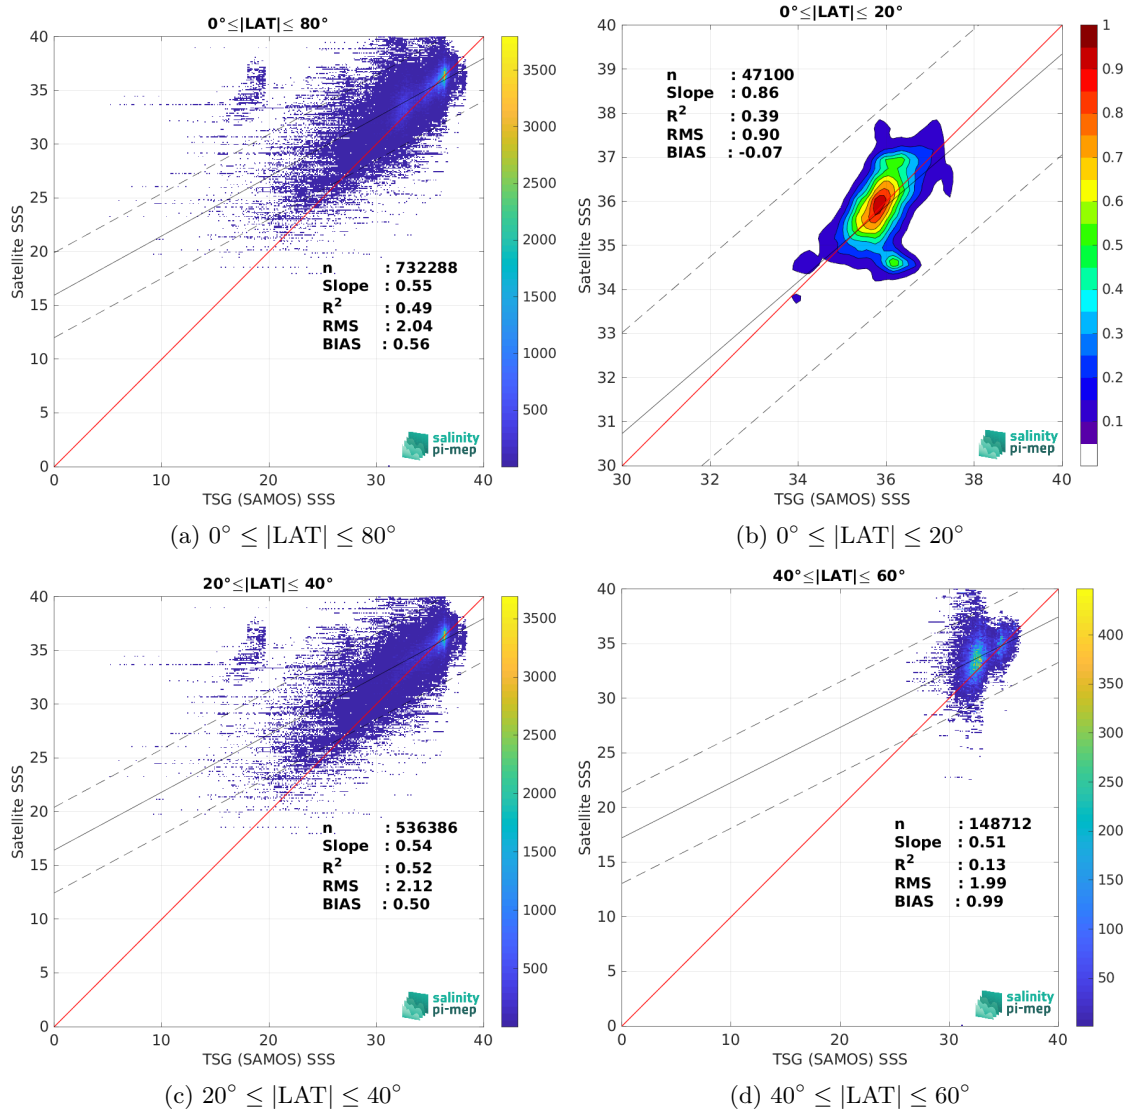 0°≤|LAT|≤ 80°
40
35
30
25
20
15
10
5
0
Satellite SSS
n : 732288
Slope : 0.55
R² : 0.49
RMS : 2.04
BIAS : 0.56
salinity
pi-mep
0 10 20 30 40
TSG (SAMOS) SSS
3500
3000
2500
2000
1500
1000
500
(a) 0° ≤ |LAT| ≤ 80°
0°≤|LAT|≤ 20°
40
39
38
37
36
35
34
33
32
31
30
Satellite SSS
n : 47100
Slope : 0.86
R² : 0.39
RMS : 0.90
BIAS : -0.07
salinity
pi-mep
30 32 34 36 38 40
TSG (SAMOS) SSS
1
0.9
0.8
0.7
0.6
0.5
0.4
0.3
0.2
0.1
(b) 0° ≤ |LAT| ≤ 20°
20°≤|LAT|≤ 40°
40
35
30
25
20
15
10
5
0
Satellite SSS
n : 536386
Slope : 0.54
R² : 0.52
RMS : 2.12
BIAS : 0.50
salinity
pi-mep
0 10 20 30 40
TSG (SAMOS) SSS
3500
3000
2500
2000
1500
1000
500
(c) 20° ≤ |LAT| ≤ 40°
40°≤|LAT|≤ 60°
40
35
30
25
20
15
10
5
0
Satellite SSS
n : 148712
Slope : 0.51
R² : 0.13
RMS : 1.99
BIAS : 0.99
salinity
pi-mep
0 10 20 30 40
TSG (SAMOS) SSS
400
350
300
250
200
150
100
50
(d) 40° ≤ |LAT| ≤ 60°